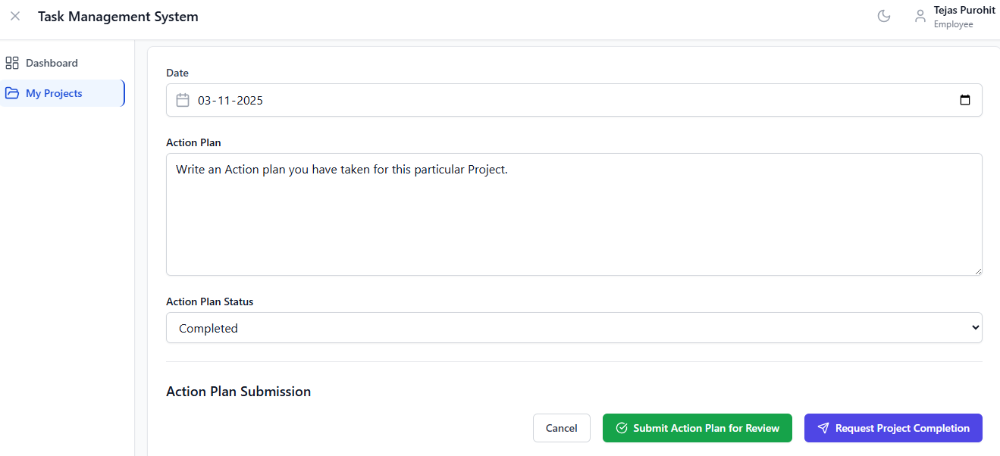 Task Management System
Tejas Purohit
Employee
Dashboard
My Projects
Date
03-11-2025
Action Plan
Write an Action plan you have taken for this particular Project.
Action Plan Status
Completed
Action Plan Submission
Cancel
Submit Action Plan for Review
Request Project Completion